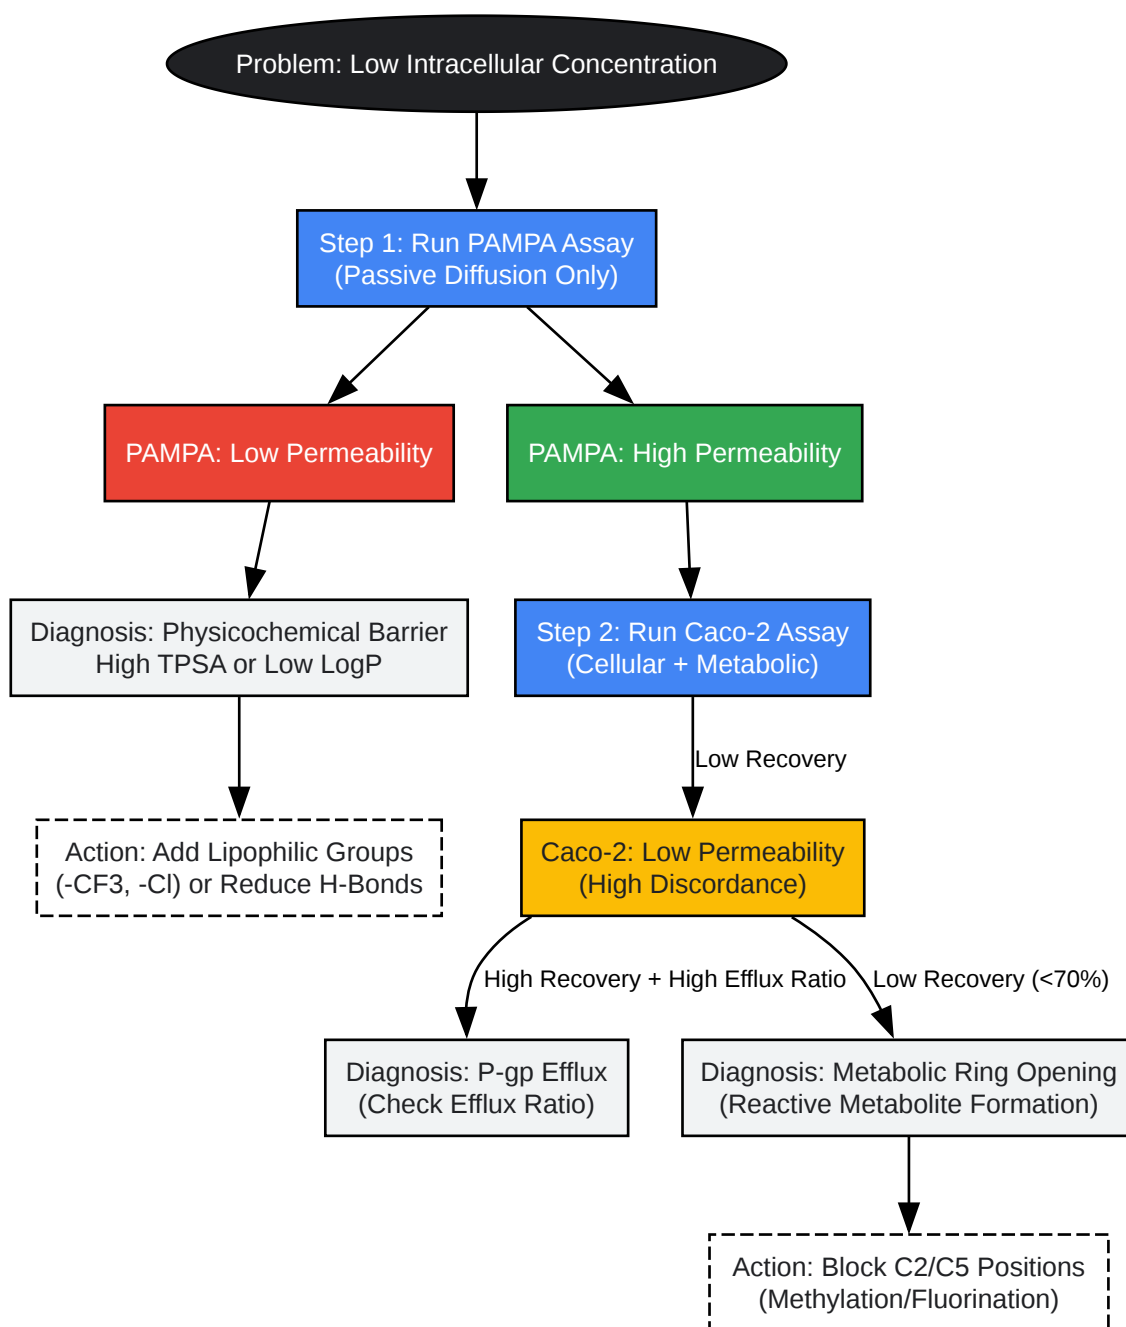 Problem: Low Intracellular Concentration
Step 1: Run PAMPA Assay
(Passive Diffusion Only)
PAMPA: Low Permeability
PAMPA: High Permeability
Diagnosis: Physicochemical Barrier
High TPSA or Low LogP
Step 2: Run Caco-2 Assay
(Cellular + Metabolic)
Low Recovery
Action: Add Lipophilic Groups
(-CF3, -Cl) or Reduce H-Bonds
Caco-2: Low Permeability
(High Discordance)
High Recovery + High Efflux Ratio
Low Recovery (<70%)
Diagnosis: P-gp Efflux
(Check Efflux Ratio)
Diagnosis: Metabolic Ring Opening
(Reactive Metabolite Formation)
Action: Block C2/C5 Positions
(Methylation/Fluorination)